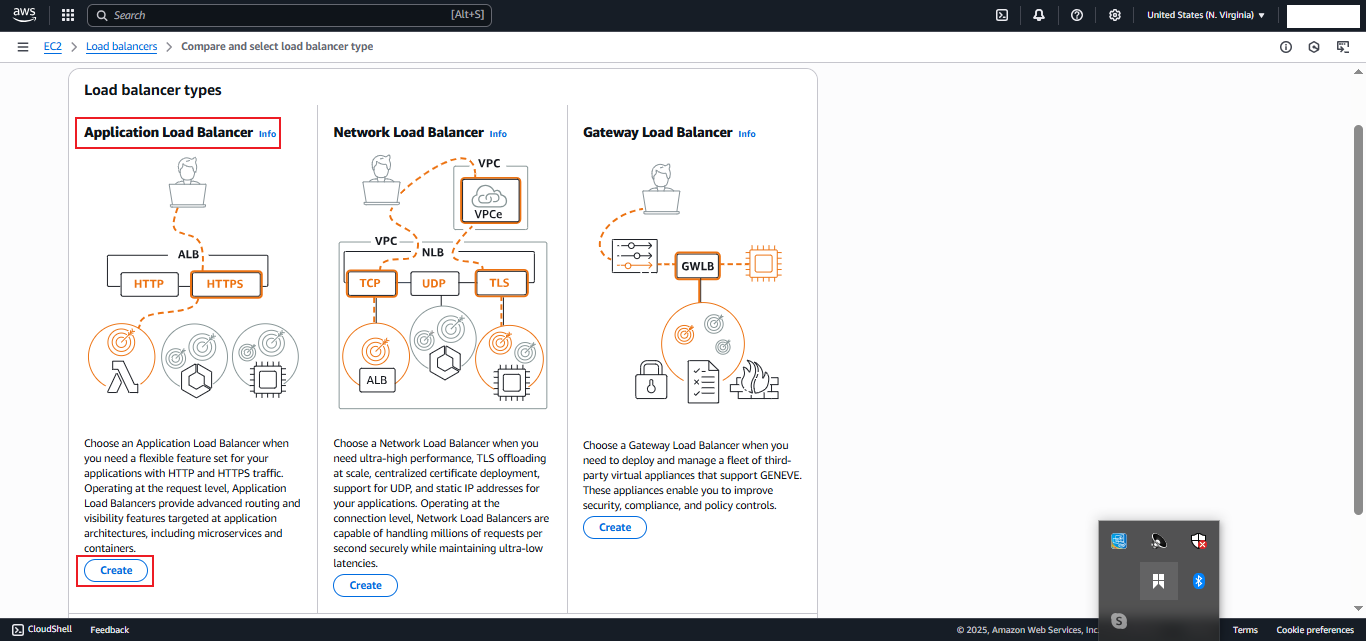 aws
Search
[Alt+S]
United States (N. Virginia)
EC2
Load balancers
Compare and select load balancer type
Load balancer types
Application Load Balancer Info
ALB
HTTP
HTTPS
Choose an Application Load Balancer when
you need a flexible feature set for your
applications with HTTP and HTTPS traffic.
Operating at the request level, Application
Load Balancers provide advanced routing and
visibility features targeted at application
architectures, including microservices and
containers.
Create
Network Load Balancer Info
VPC
VPCe
VPC
NLB
TCP
UDP
TLS
ALB
Choose a Network Load Balancer when you
need ultra-high performance, TLS offloading
at scale, centralized certificate deployment,
support for UDP, and static IP addresses for
your applications. Operating at the
connection level, Network Load Balancers are
capable of handling millions of requests per
second securely while maintaining ultra-low
latencies.
Create
Gateway Load Balancer Info
GWLB
Choose a Gateway Load Balancer when you
need to deploy and manage a fleet of third-
party virtual appliances that support GENEVE.
These appliances enable you to improve
security, compliance, and policy controls.
Create
CloudShell
Feedback
© 2025, Amazon Web Services, Inc.
Terms
Cookie preferences